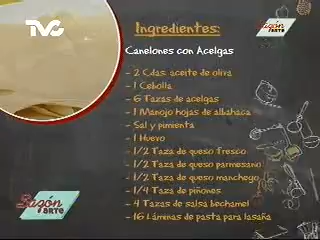 TVC
Ingredientes:
Sazón
ARTE
Canelones con Acelgas
- 2 Cdas. aceite de oliva
- 1 Cebolla
- 6 Tazas de acelgas
- 1 Manojo hojas de albahaca
- Sal y pimienta
- 1 Huevo
- 1/2 Taza de queso fresco
- 1/2 Taza de queso parmesano
- 1/2 Taza de queso manchego
- 1/4 Taza de piñones
- 4 Tazas de salsa bechamel
- 16 Láminas de pasta para lasaña
Sazón
ARTE